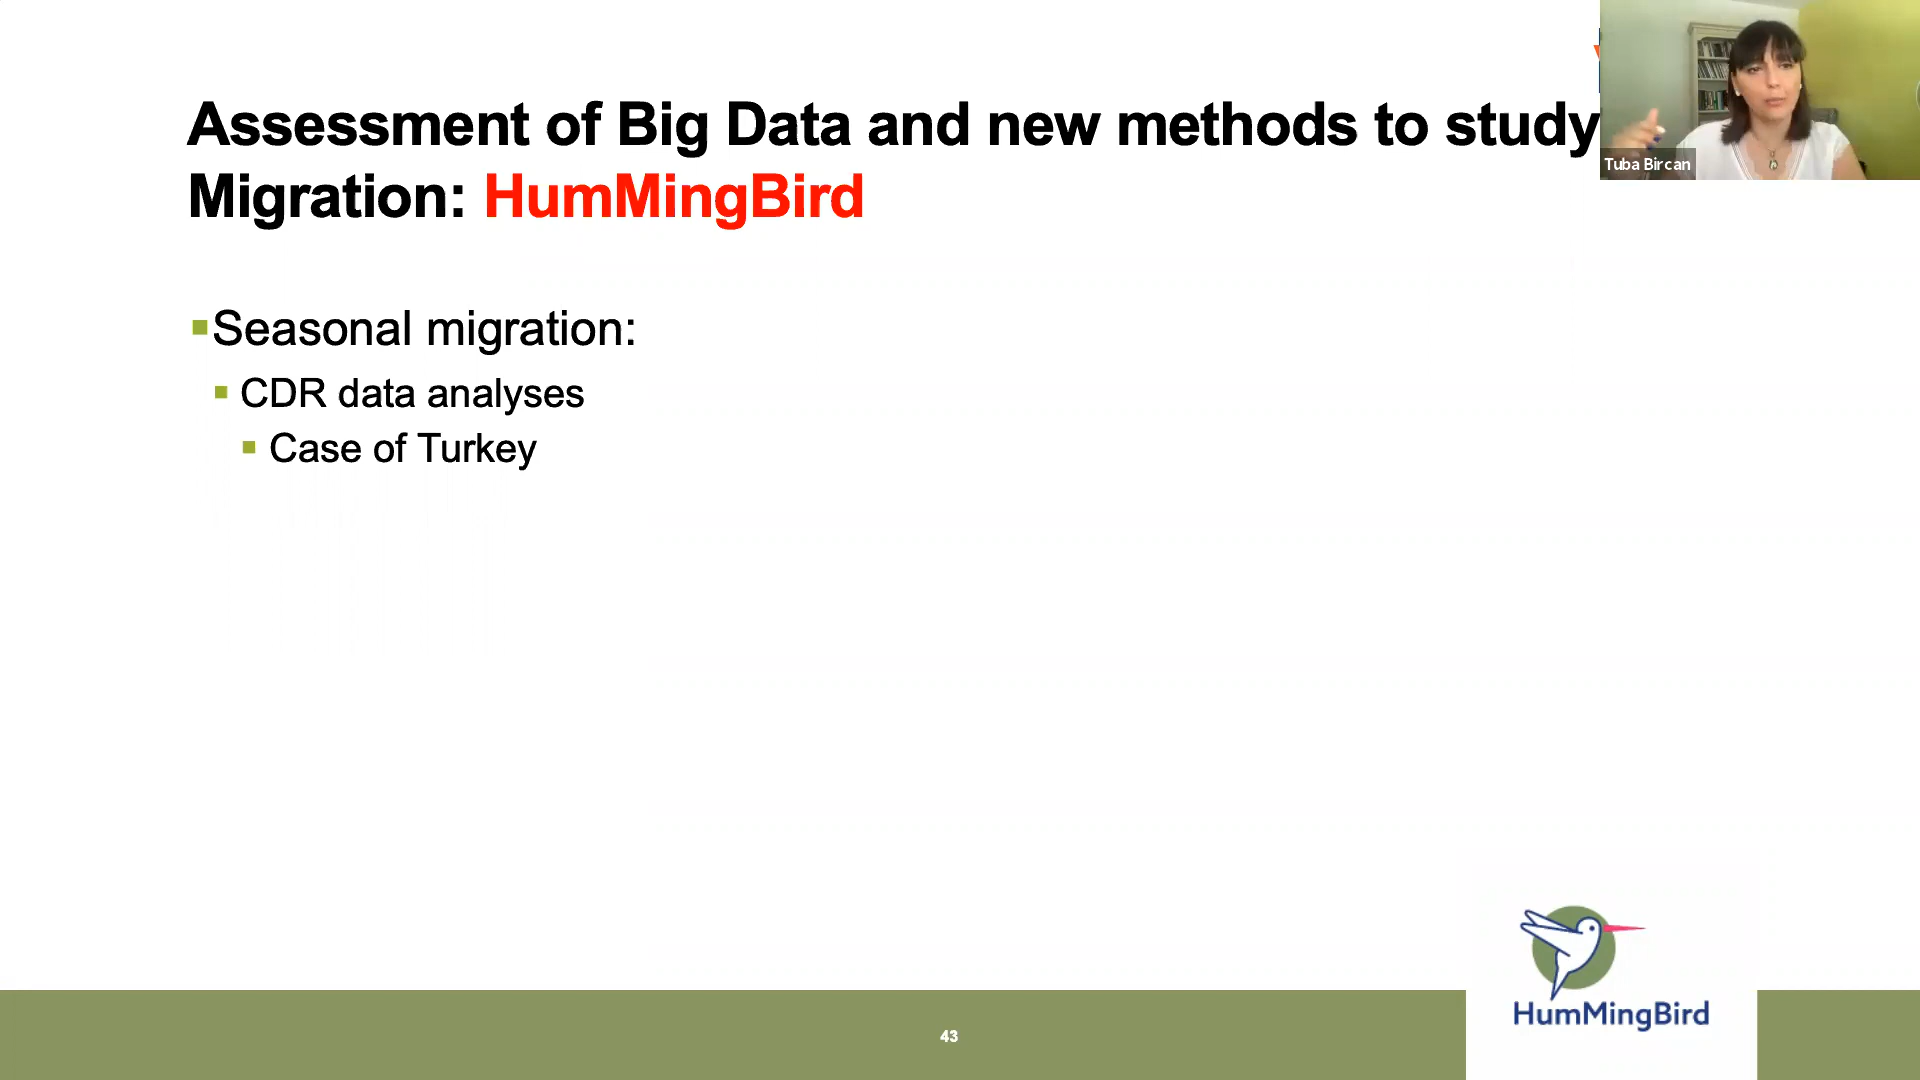 Assessment of Big Data and new methods to study
Migration: HumMingBird
Tuba Bircan
Seasonal migration:
CDR data analyses
Case of Turkey
HumMingBird
43